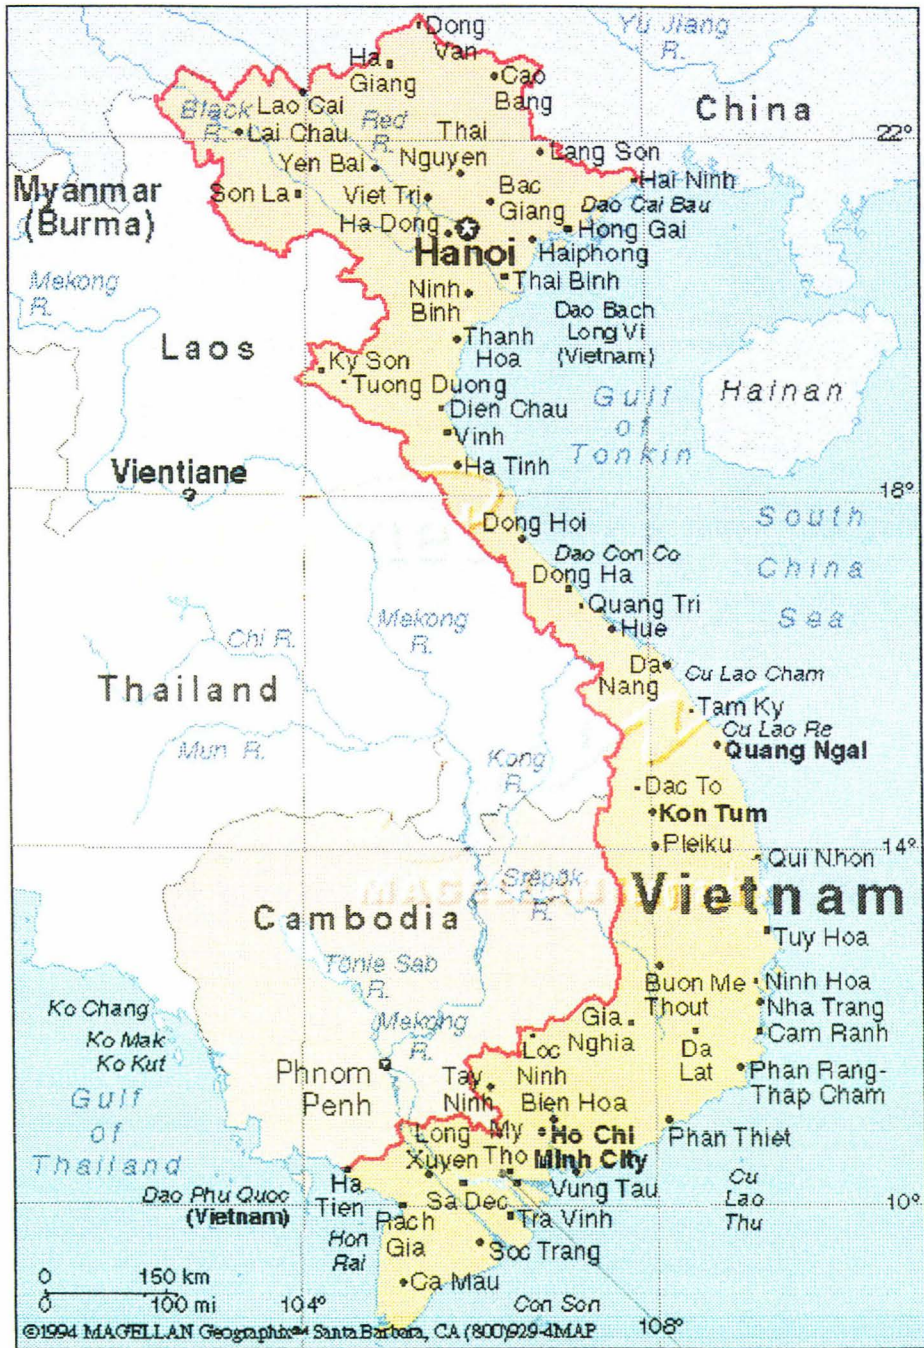 Dong
Van
Yu Jiang
R.
Ha
Giang
Cao
Bang
China
Lao Cai
Black
R.
Lai Chau
Red
R.
Thai
Nguyen
22°
Lang Son
Yen Bai
Hai Ninh
Myanmar
(Burma)
Son La
Viet Tri
Bac
Giang
Dao Cai Bau
Ha Dong
Hong Gai
Hanoi
Haiphong
Thai Binh
Mekong
R.
Ninh
Binh
Dao Bach
Long Vi
(Vietnam)
Laos
Thanh
Hoa
Ky Son
Tuong Duong
Hainan
Dien Chau
Gulf
of
Tonkin
Vinh
Vientiane
Ha Tinh
18°
Dong Hoi
South
China
Sea
Dao Con Co
Dong Ha
Quang Tri
Mekong
R.
Hue
Chi R.
Da
Nang
Cu Lao Cham
Thailand
Tam Ky
Cu Lao Re
Mun R.
Quang Ngai
Kong
R.
Dac To
Kon Tum
Pleiku
14°
Qui Nhon
Srepok
R.
Vietnam
Cambodia
Tuy Hoa
Tonle Sab
R.
Buon Me
Thout
Ninh Hoa
Nha Trang
Ko Chang
Mekong
R.
Gia
Nghia
Cam Ranh
Ko Mak
Ko Kut
Loc
Ninh
Da
Lat
Phnom
Penh
Tay
Ninh
Phan Rang-
Thap Cham
Gulf
of
Thailand
Bien Hoa
Long
Xuyen
My
Tho
Ho Chi
Minh City
Phan Thiet
Ha
Tien
Vung Tau
Cu
Lao
Thu
Dao Phu Quoc
(Vietnam)
Sa Dec
10°
Rach
Gia
Tra Vinh
Hon
Rai
Soc Trang
0 150 km
Ca Mau
0 100 mi
104°
Con Son
108°
©1994 MAGELLAN Geographix℠ Santa Barbara, CA (800)929-4MAP